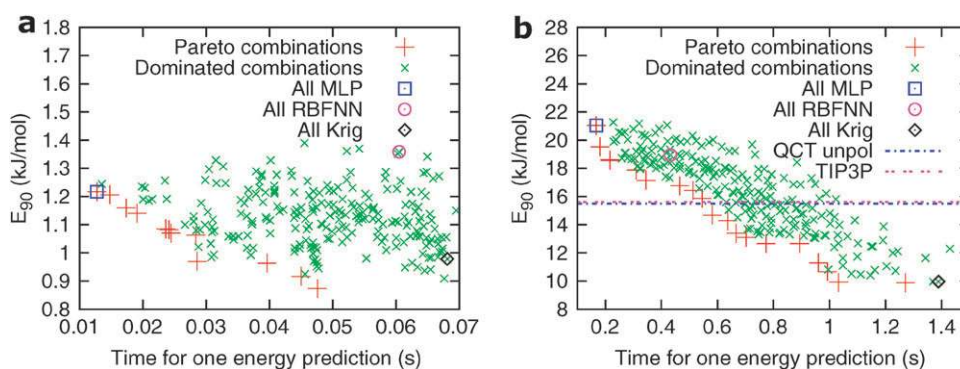 a
1.8
1.7
1.6
1.5
1.4
1.3
1.2
1.1
1
0.9
0.8
E90 (kJ/mol)
Pareto combinations
Dominated combinations
All MLP
All RBFNN
All Krig
0.01 0.02 0.03 0.04 0.05 0.06 0.07
Time for one energy prediction (s)
b
28
26
24
22
20
18
16
14
12
10
8
E90 (kJ/mol)
Pareto combinations
Dominated combinations
All MLP
All RBFNN
All Krig
QCT unpol
TIP3P
0.2 0.4 0.6 0.8 1 1.2 1.4
Time for one energy prediction (s)